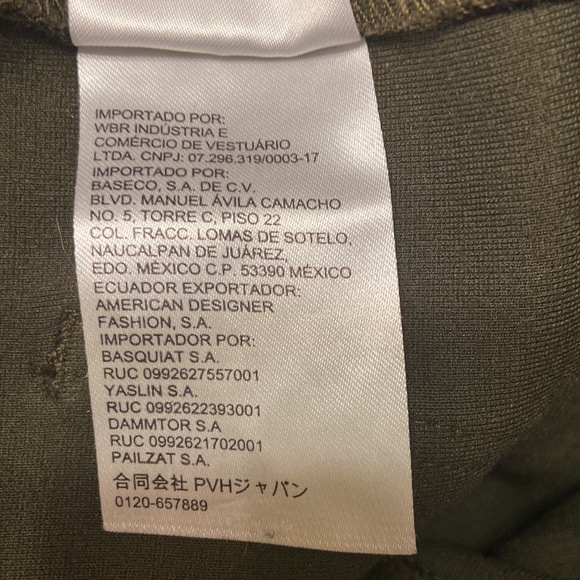 IMPORTADO POR:
WBR INDÚSTRIA E
COMÉRCIO DE VESTUÁRIO
LTDA. CNPJ: 07.296.319/0003-17
IMPORTADO POR:
BASECO, S.A. DE C.V.
BLVD. MANUEL ÁVILA CAMACHO
NO. 5, TORRE C, PISO 22
COL. FRACC. LOMAS DE SOTELO,
NAUCALPAN DE JUÁREZ,
EDO. MÉXICO C.P. 53390 MÉXICO
ECUADOR EXPORTADOR:
AMERICAN DESIGNER
FASHION, S.A.
IMPORTADOR POR:
BASQUIAT S.A.
RUC 0992627557001
YASLIN S.A.
RUC 0992622393001
DAMMTOR S.A
RUC 0992621702001
PAILZAT S.A.
合同会社 PVHジャパン
0120-657889